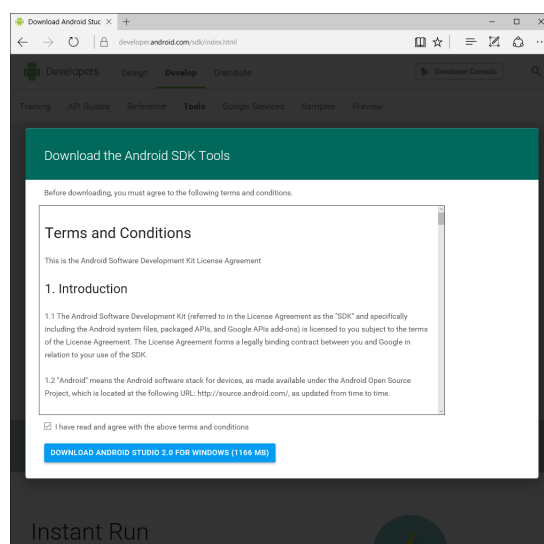 Download Android Stuc
developer.android.com/sdk/index.html
Developers Design Develop Distribute Developer Console
Training API Guides Reference Tools Google Services Samples Preview
Download the Android SDK Tools
Before downloading, you must agree to the following terms and conditions.
Terms and Conditions
This is the Android Software Development Kit License Agreement
1. Introduction
1.1 The Android Software Development Kit (referred to in the License Agreement as the "SDK" and specifically
including the Android system files, packaged APIs, and Google APIs add-ons) is licensed to you subject to the terms
of the License Agreement. The License Agreement forms a legally binding contract between you and Google in
relation to your use of the SDK.
1.2 "Android" means the Android software stack for devices, as made available under the Android Open Source
Project, which is located at the following URL: http://source.android.com/, as updated from time to time.
I have read and agree with the above terms and conditions
DOWNLOAD ANDROID STUDIO 2.0 FOR WINDOWS (1166 MB)
Instant Run